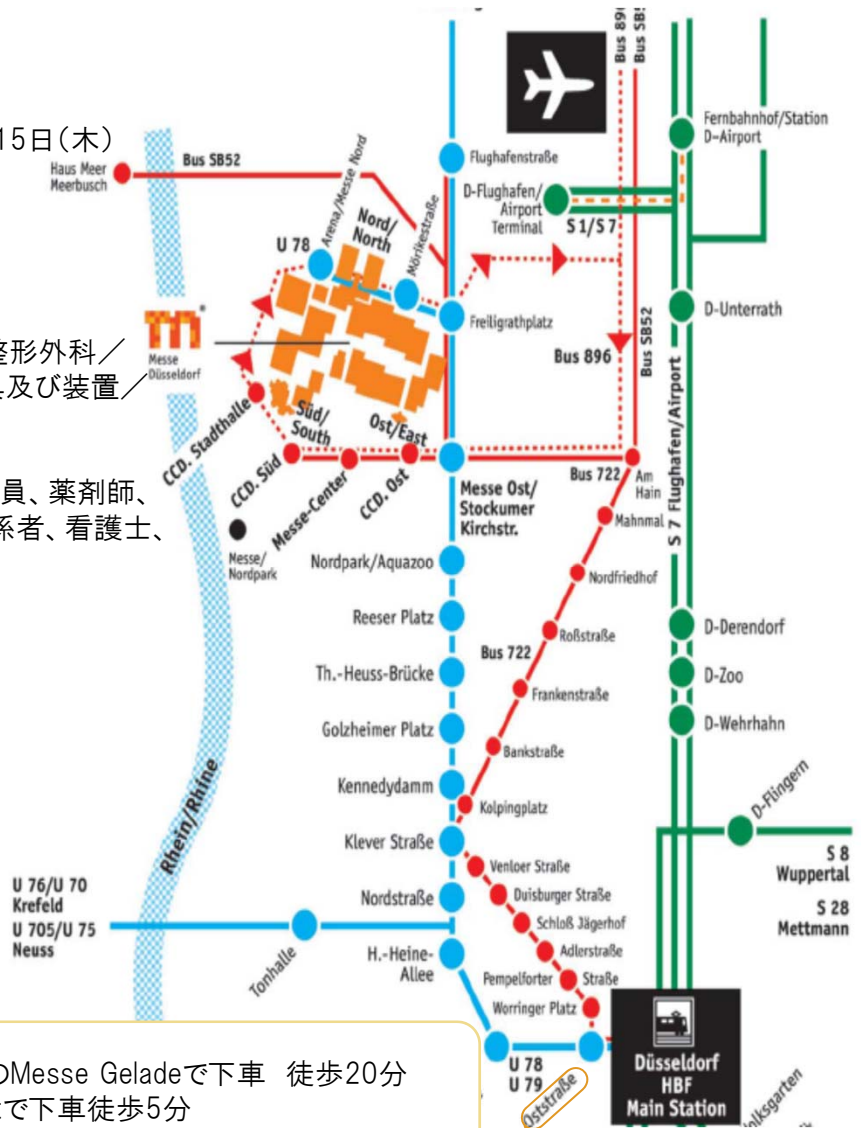 15日(木)
整形外科／
具及び装置／
員、薬剤師、
係者、看護士、
Bus 896
Bus SB5
Haus Meer
Meerbusch
Bus SB52
Flughafenstraße
Fernbahnhof/Station
D-Airport
D-Flughafen/
Airport
Terminal
S 1/S 7
U 78
Arena/Messe Nord
Nord/
North
Mörikestraße
Freiligrathplatz
D-Unterrath
Bus 896
Bus SB52
S 7 Flughafen/Airport
m
Messe
Düsseldorf
CCD. Stadthalle
Süd/
South
Ost/East
CCD. Süd
Messe-Center
CCD. Ost
Messe Ost/
Stockumer
Kirchstr.
Bus 722
Am
Hain
Mahnmal
Messe/
Nordpark
Nordpark/Aquazoo
Nordfriedhof
Reeser Platz
Roßstraße
D-Derendorf
Bus 722
Th.-Heuss-Brücke
D-Zoo
Frankenstraße
Golzheimer Platz
D-Wehrhahn
Bankstraße
Kennedydamm
Kolpingplatz
Rhein/Rhine
D-Flingern
Klever Straße
Venloer Straße
S 8
Wuppertal
S 28
Mettmann
U 76/U 70
Krefeld
U 705/U 75
Neuss
Nordstraße
Duisburger Straße
Schloß Jägerhof
Tonhalle
H.-Heine-
Allee
Adlerstraße
Pempelforter Straße
Worringer Platz
U 78
U 79
Oststraße
Düsseldorf
HBF
Main Station
olksgarten
のMesse Geladeで下車 徒歩20分
で下車徒歩5分